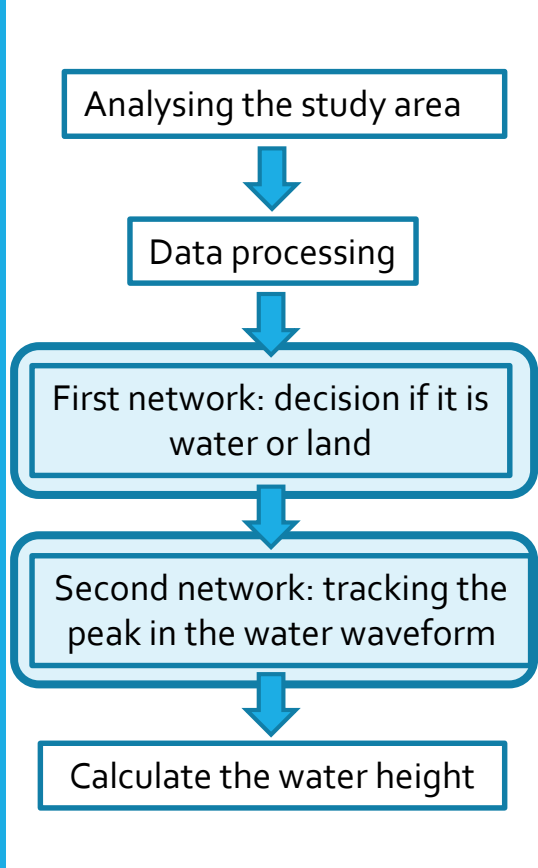 Analysing the study area
Data processing
First network: decision if it is
water or land
Second network: tracking the
peak in the water waveform
Calculate the water height